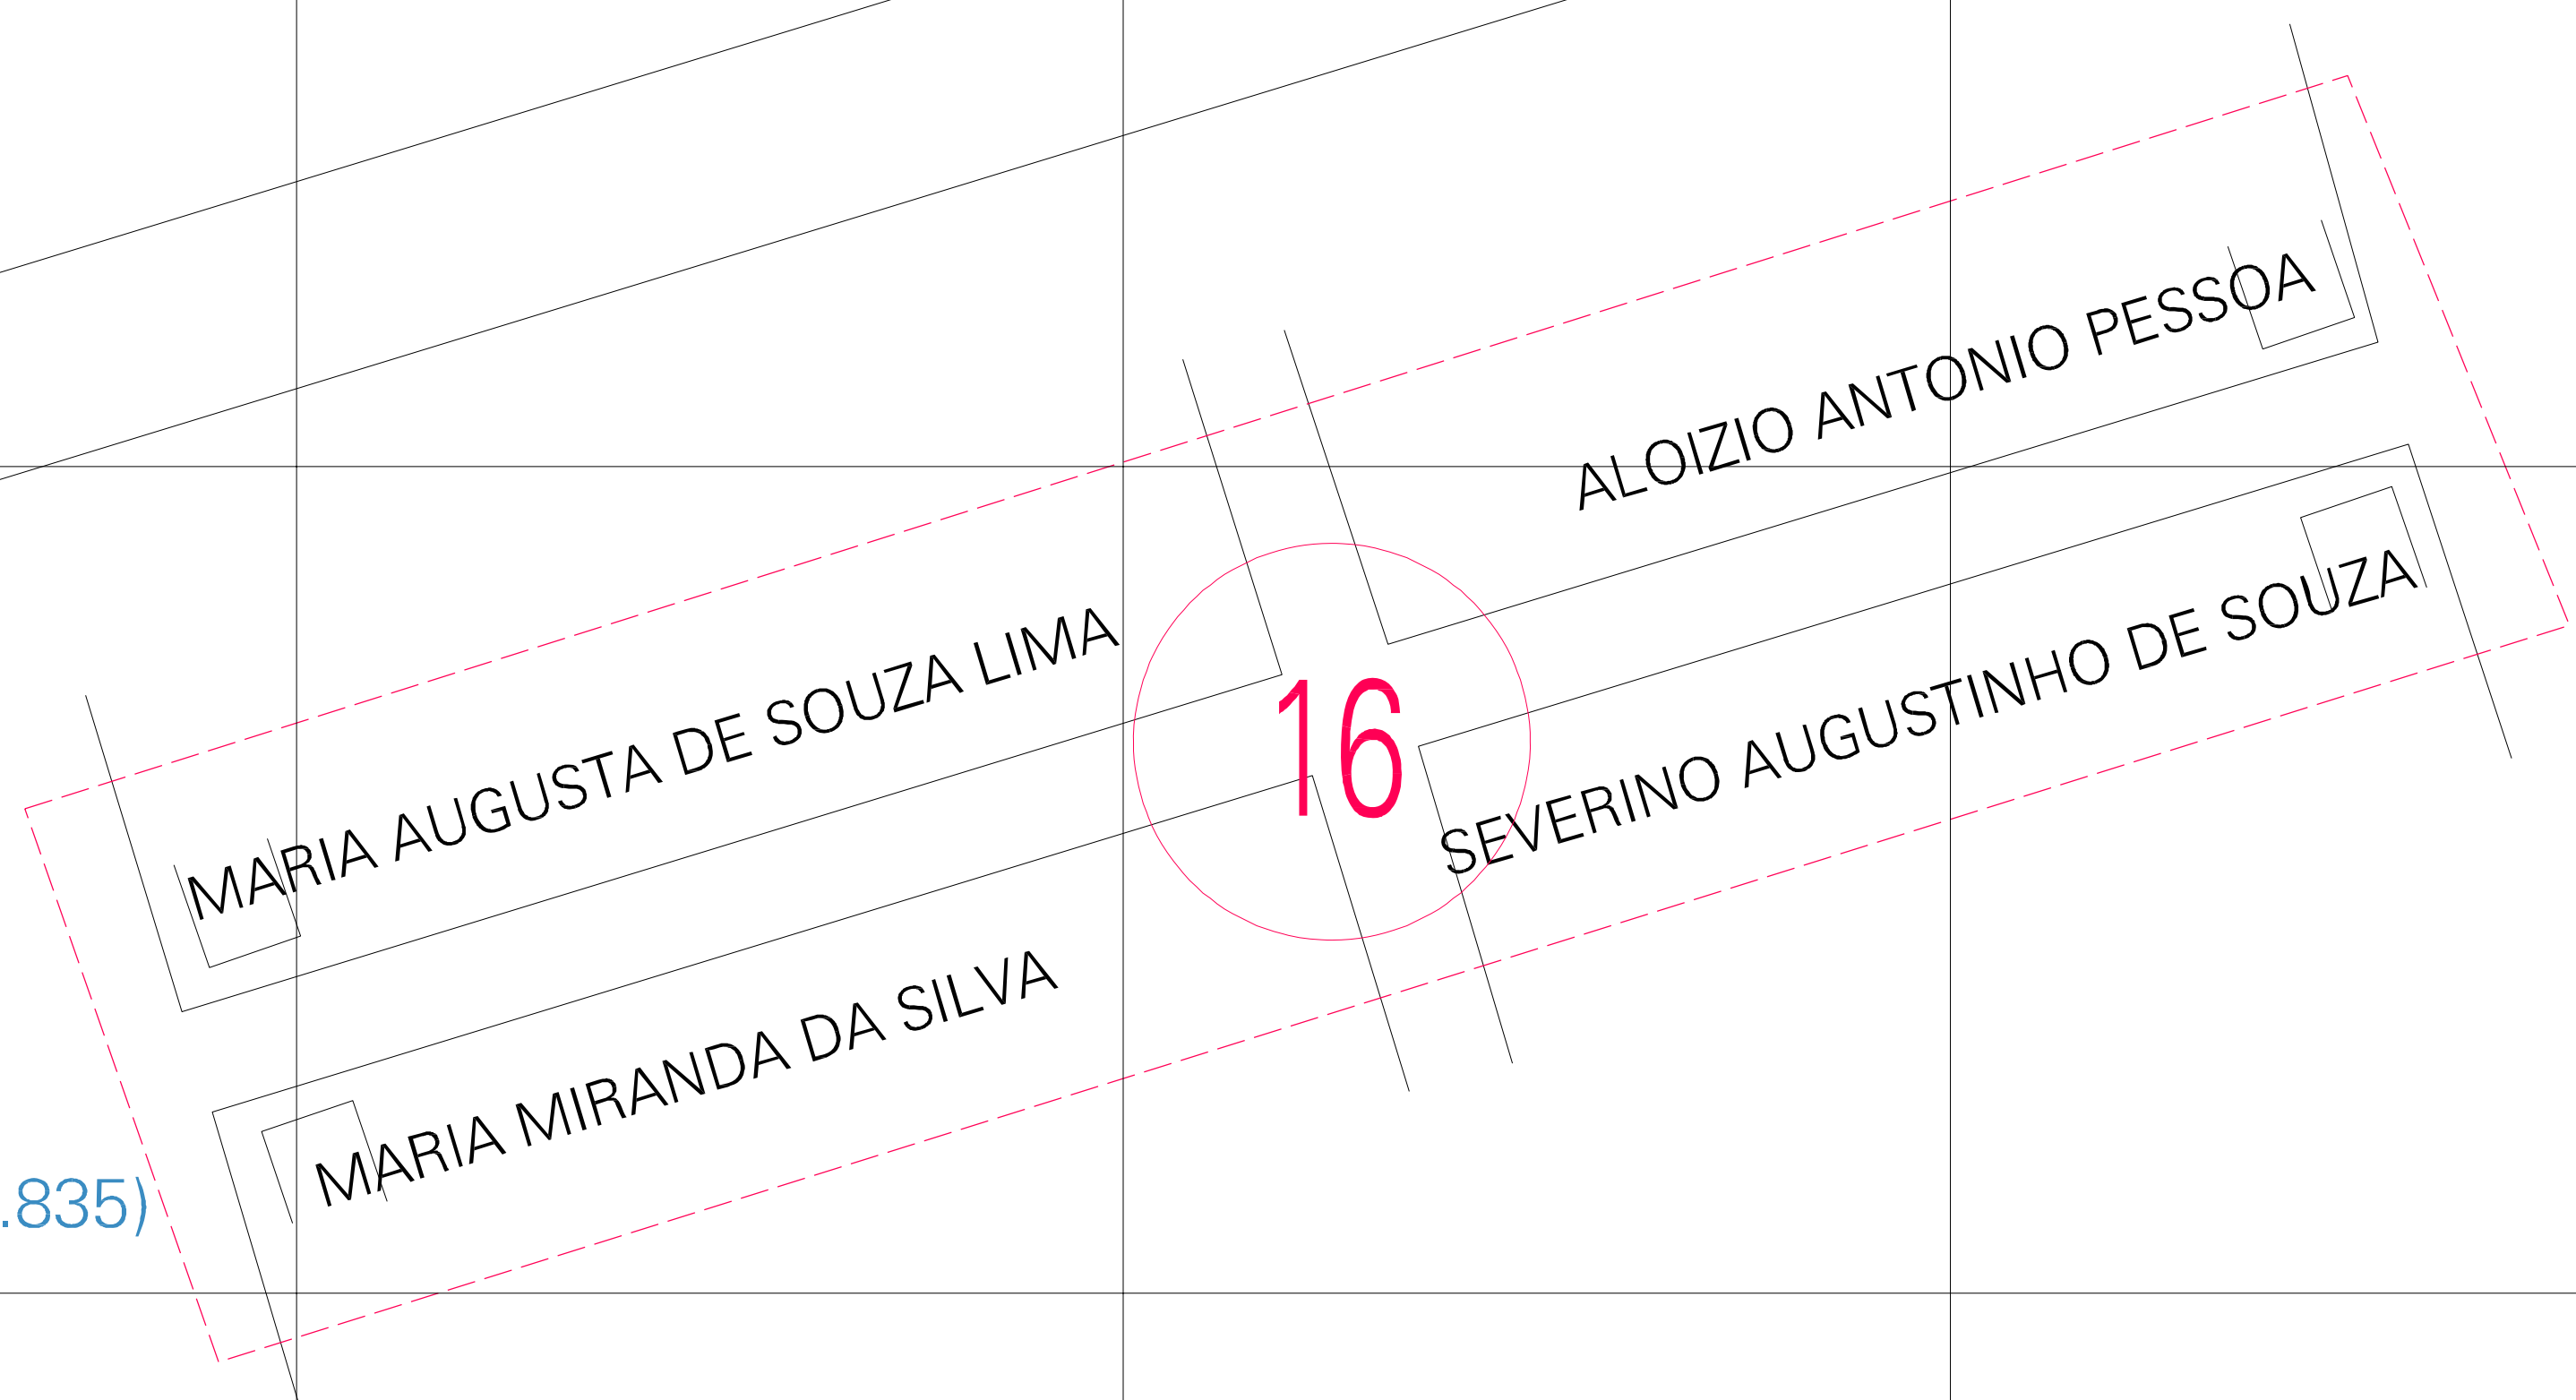 ALOIZIO ANTONIO PESSOA
MARIA AUGUSTA DE SOUZA LIMA
16
SEVERINO AUGUSTINHO DE SOUZA
MARIA MIRANDA DA SILVA
.835)